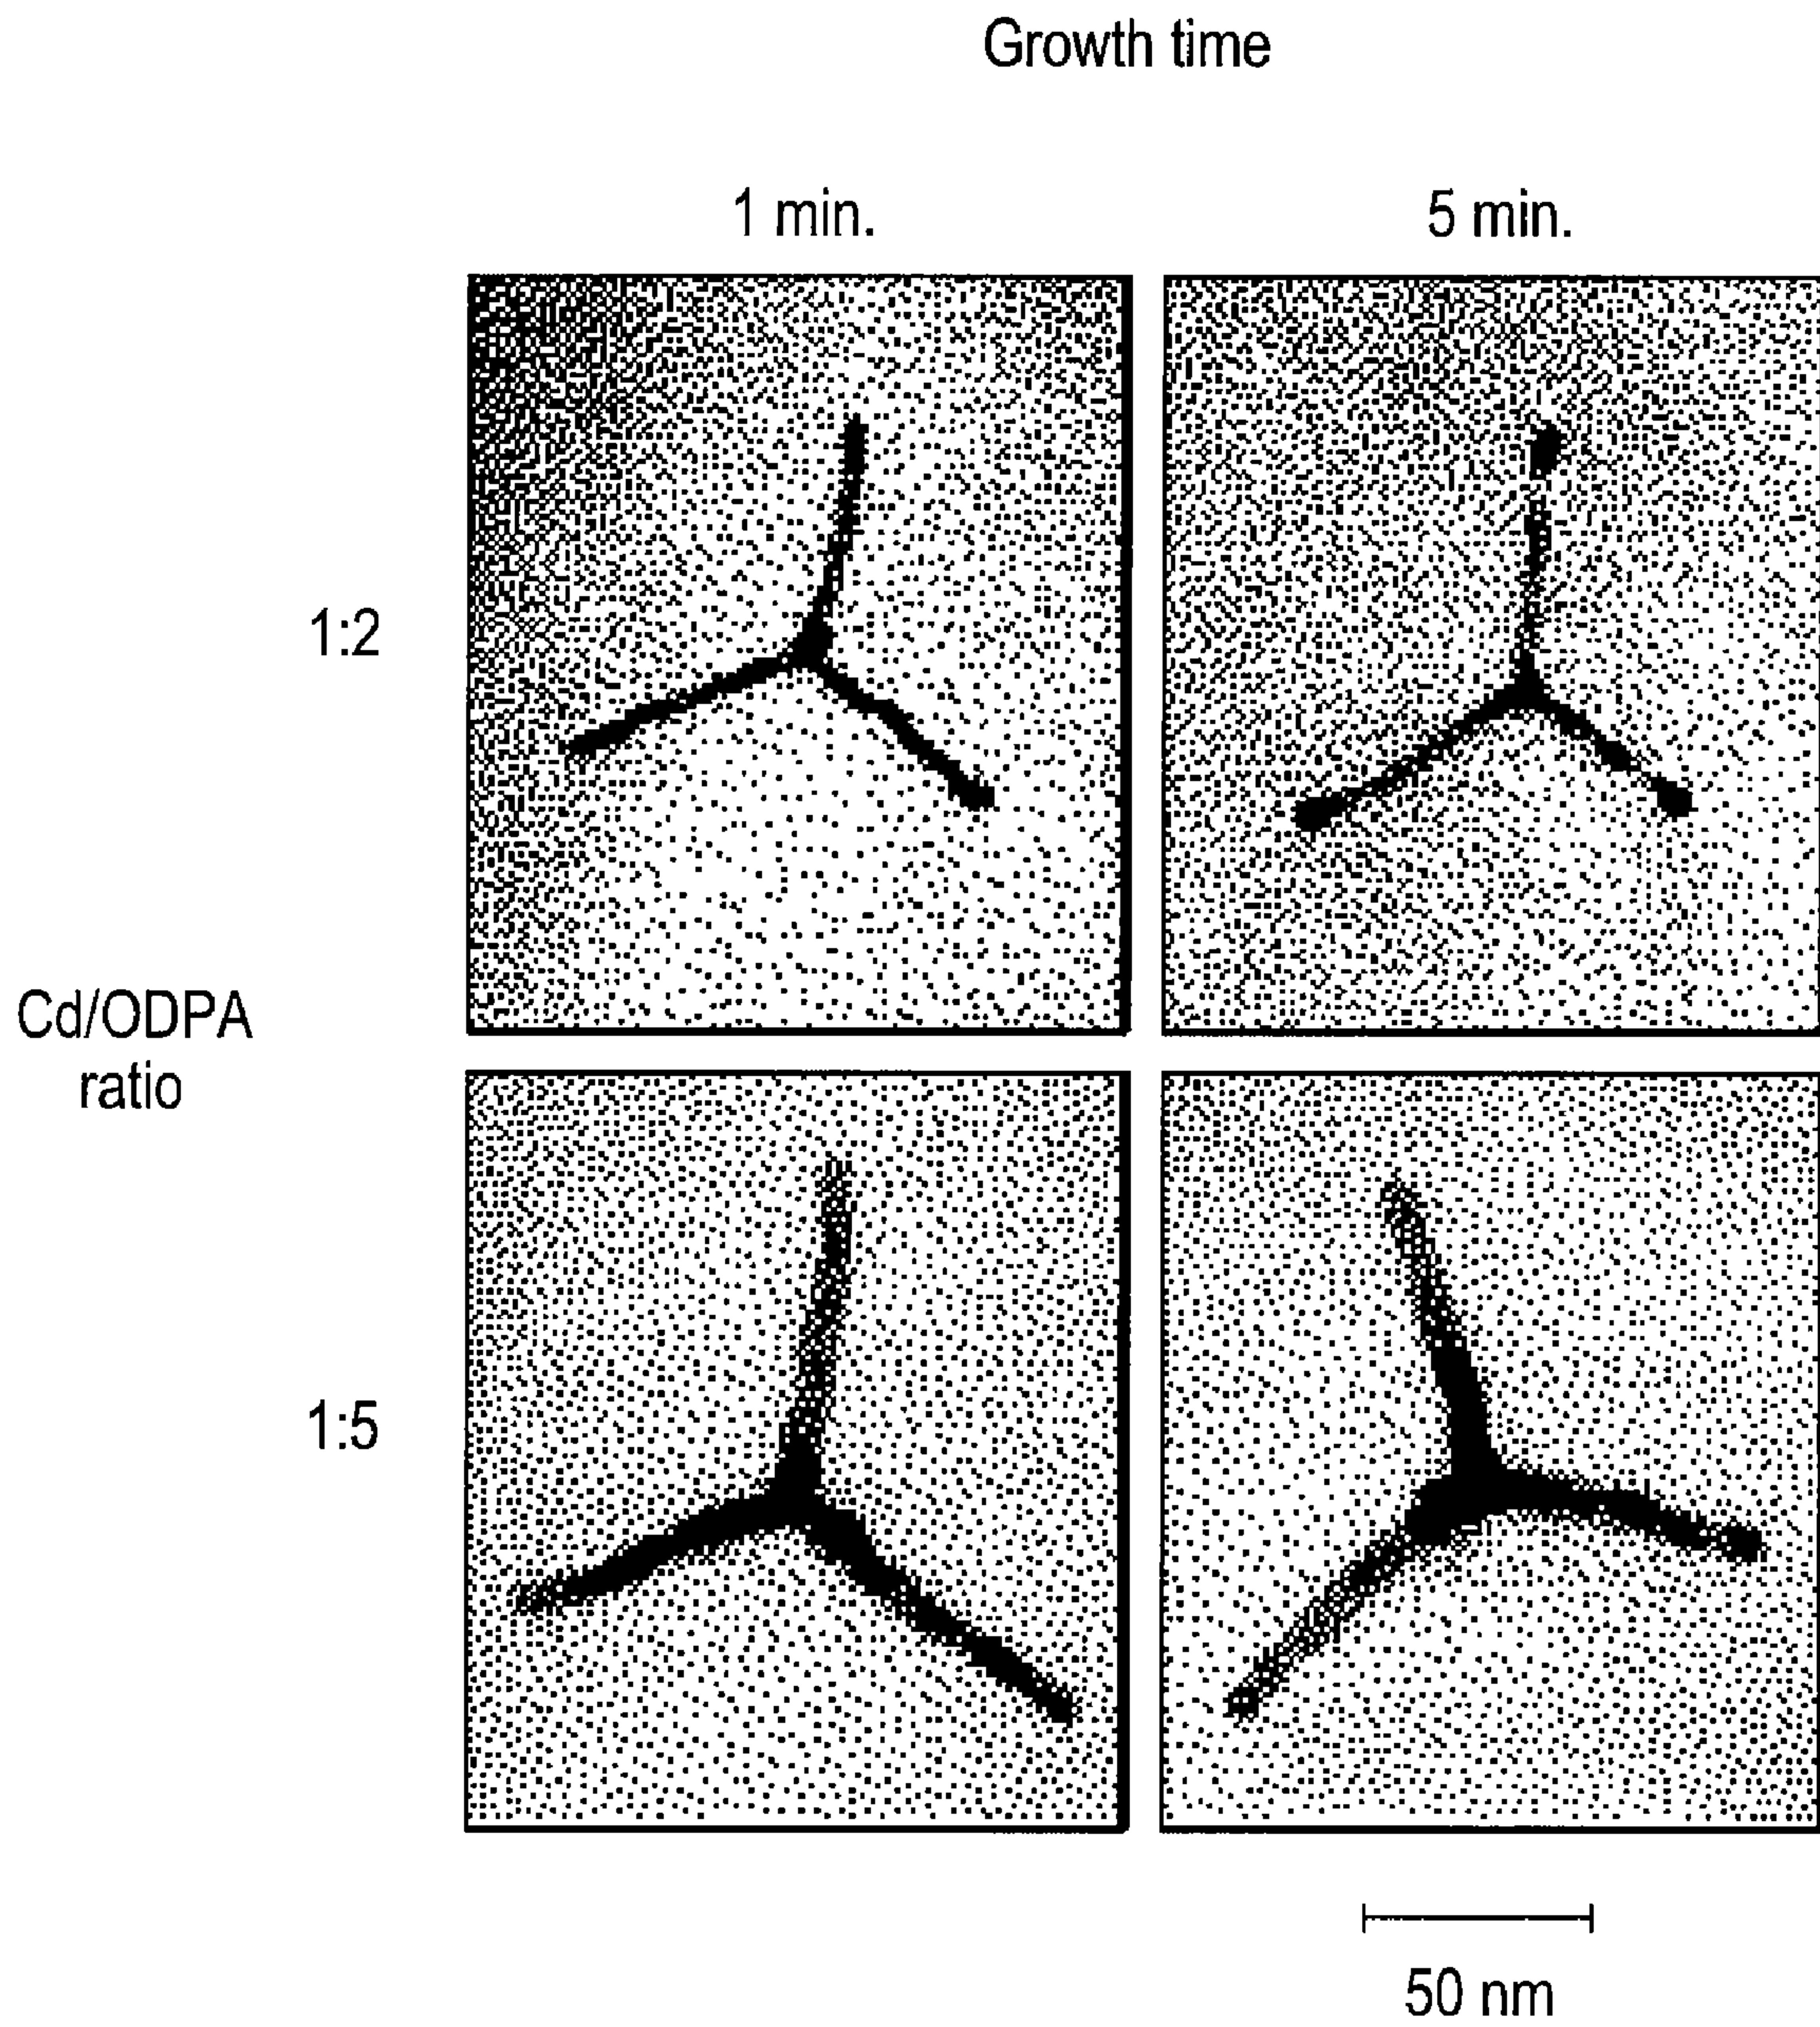 Growth time
1 min.
5 min.
1:2
Cd/ODPA
ratio
1:5
50 nm